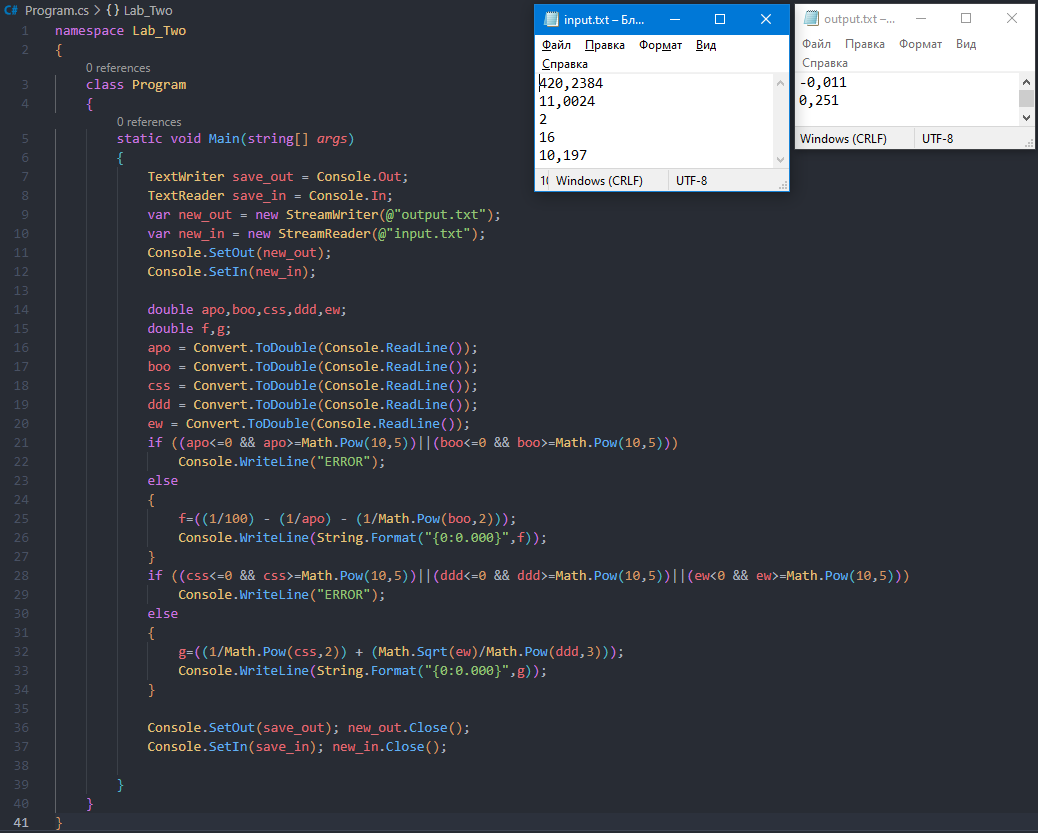 Program.cs > {} Lab_Two
1 namespace Lab_Two
2 {
0 references
3 class Program
4 {
0 references
5 static void Main(string[] args)
6 {
7 TextWriter save_out = Console.Out;
8 TextReader save_in = Console.In;
9 var new_out = new StreamWriter(@"output.txt");
10 var new_in = new StreamReader(@"input.txt");
11 Console.SetOut(new_out);
12 Console.SetIn(new_in);
13
14 double apo,boo,css,ddd,ew;
15 double f,g;
16 apo = Convert.ToDouble(Console.ReadLine());
17 boo = Convert.ToDouble(Console.ReadLine());
18 css = Convert.ToDouble(Console.ReadLine());
19 ddd = Convert.ToDouble(Console.ReadLine());
20 ew = Convert.ToDouble(Console.ReadLine());
21 if ((apo<=0 && apo>=Math.Pow(10,5))||(boo<=0 && boo>=Math.Pow(10,5)))
22 Console.WriteLine("ERROR");
23 else
24 {
25 f=((1/100) - (1/apo) - (1/Math.Pow(boo,2)));
26 Console.WriteLine(String.Format("{0:0.000}",f));
27 }
28 if ((css<=0 && css>=Math.Pow(10,5))||(ddd<=0 && ddd>=Math.Pow(10,5))||(ew<0 && ew>=Math.Pow(10,5)))
29 Console.WriteLine("ERROR");
30 else
31 {
32 g=((1/Math.Pow(css,2)) + (Math.Sqrt(ew)/Math.Pow(ddd,3)));
33 Console.WriteLine(String.Format("{0:0.000}",g));
34 }
35
36 Console.SetOut(save_out); new_out.Close();
37 Console.SetIn(save_in); new_in.Close();
38
39 }
40 }
41 }
input.txt – Бл...
Файл Правка Формат Вид
Справка
420,2384
11,0024
2
16
10,197
10 Windows (CRLF) UTF-8
output.txt –...
Файл Правка Формат Вид
Справка
-0,011
0,251
Windows (CRLF) UTF-8